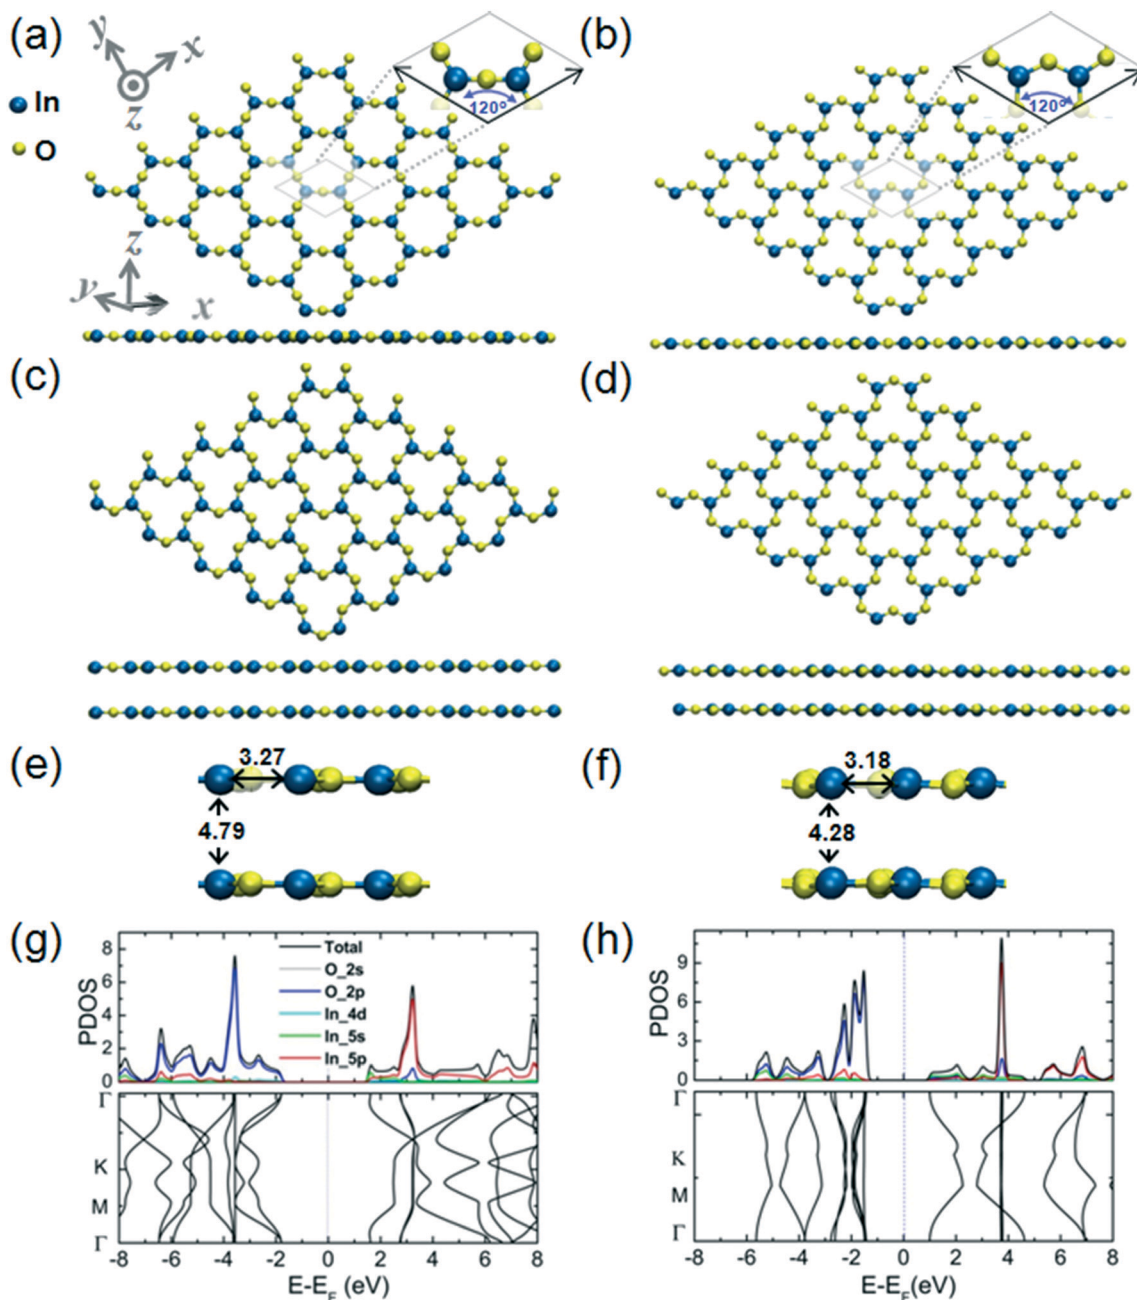 (a)
y
x
z
In
O
120°
(b)
120°
z
y
x
(c)
(d)
(e)
3.27
4.79
(f)
3.18
4.28
(g)
PDOS
8
6
4
2
0
Total
O_2s
O_2p
In_4d
In_5s
In_5p
Γ
K
M
Γ
-8 -6 -4 -2 0 2 4 6 8
E-E_F (eV)
(h)
PDOS
9
6
3
0
Γ
K
M
Γ
-8 -6 -4 -2 0 2 4 6 8
E-E_F(eV)